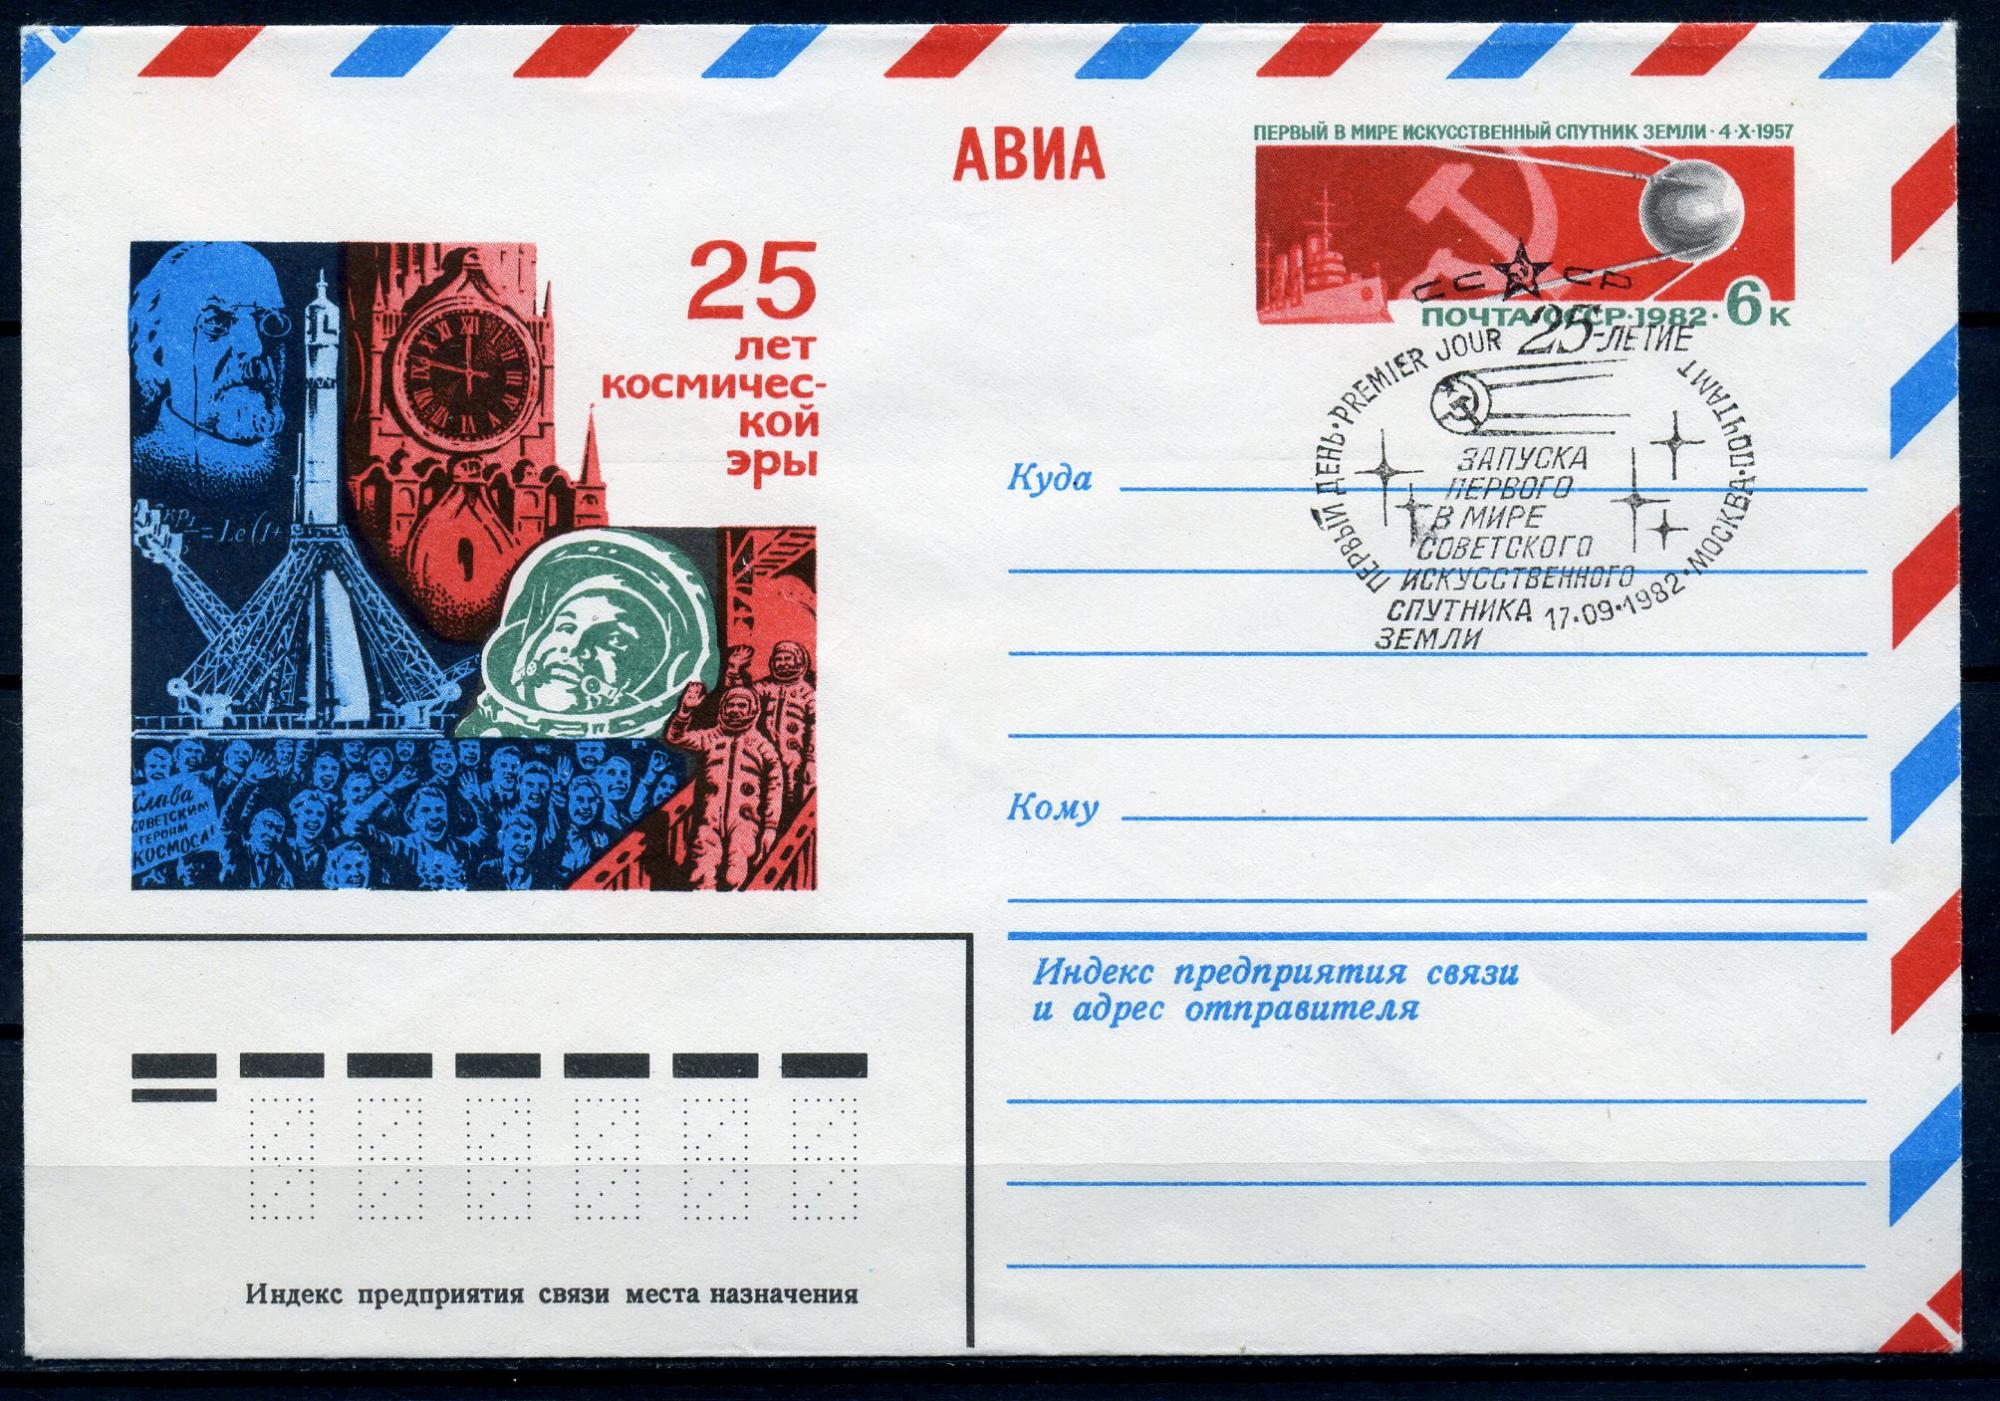 АВИА
ПЕРВЫЙ В МИРЕ ИСКУССТВЕННЫЙ СПУТНИК ЗЕМЛИ · 4·X·1957
ПОЧТА СССР·1982· 6 К
25
лет
космичес-
кой
эры
=1.e(1+
Слава
СОВЕТСКИМ
ГЕРОЯМ
КОСМОСА!
СССР
ПЕРВЫЙ ДЕНЬ·PREMIER JOUR
25-ЛЕТИЕ
ЗАПУСКА
ПЕРВОГО
В МИРЕ
СОВЕТСКОГО
ИСКУССТВЕННОГО
СПУТНИКА
ЗЕМЛИ
17·09·1982·МОСКВА·ПОЧТАМТ
Куда
Кому
Индекс предприятия связи
и адрес отправителя
Индекс предприятия связи места назначения